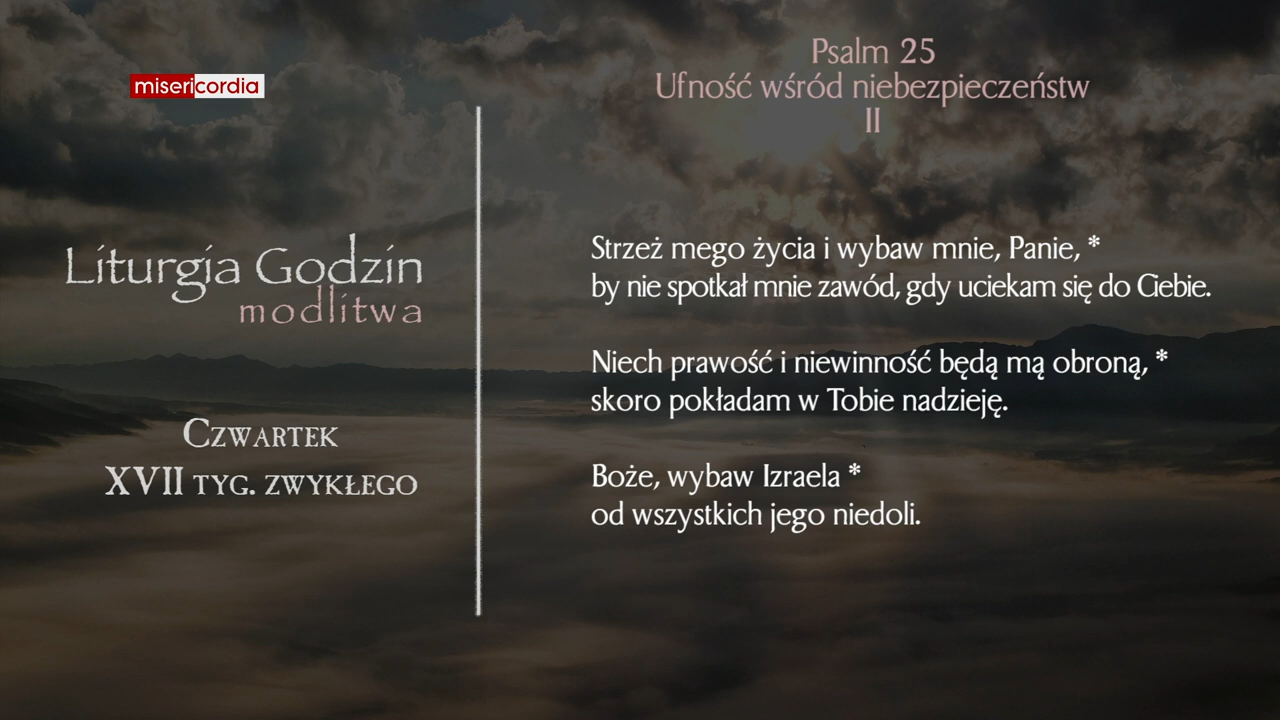 misericordia
Liturgia Godzin
modlitwa
Czwartek
XVII tyg. zwykłego
Psalm 25
Ufność wśród niebezpieczeństw
II
Strzeż mego życia i wybaw mnie, Panie, *
by nie spotkał mnie zawód, gdy uciekam się do Ciebie.
Niech prawość i niewinność będą mą obroną, *
skoro pokładam w Tobie nadzieję.
Boże, wybaw Izraela *
od wszystkich jego niedoli.